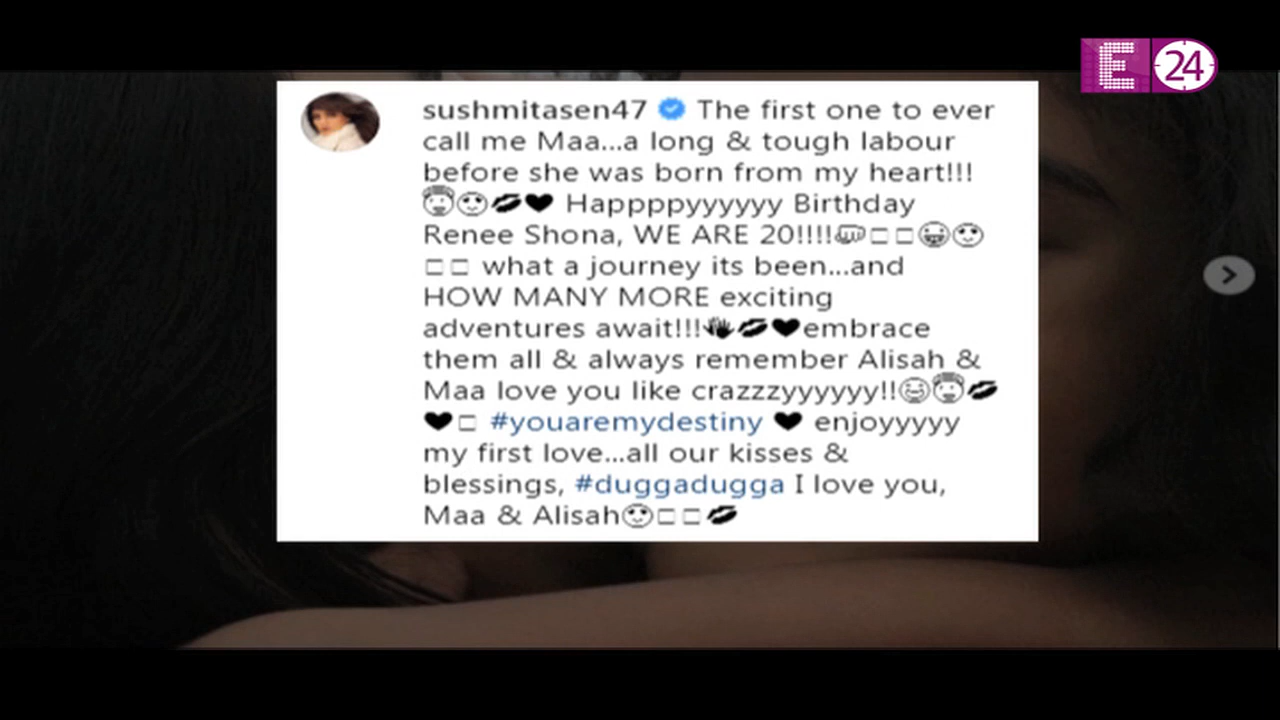 E 24
sushmitasen47 The first one to ever
call me Maa...a long & tough labour
before she was born from my heart!!!
😇😊💋♥ Happppyyyyyy Birthday
Renee Shona, WE ARE 20!!!!👊□□😀😊
□□ what a journey its been...and
HOW MANY MORE exciting
adventures await!!!👋💋♥embrace
them all & always remember Alisah &
Maa love you like crazzzyyyyyy!!😄😇💋
♥□ #youaremydestiny ♥ enjoyyyyy
my first love...all our kisses &
blessings, #duggadugga I love you,
Maa & Alisah😊□□💋